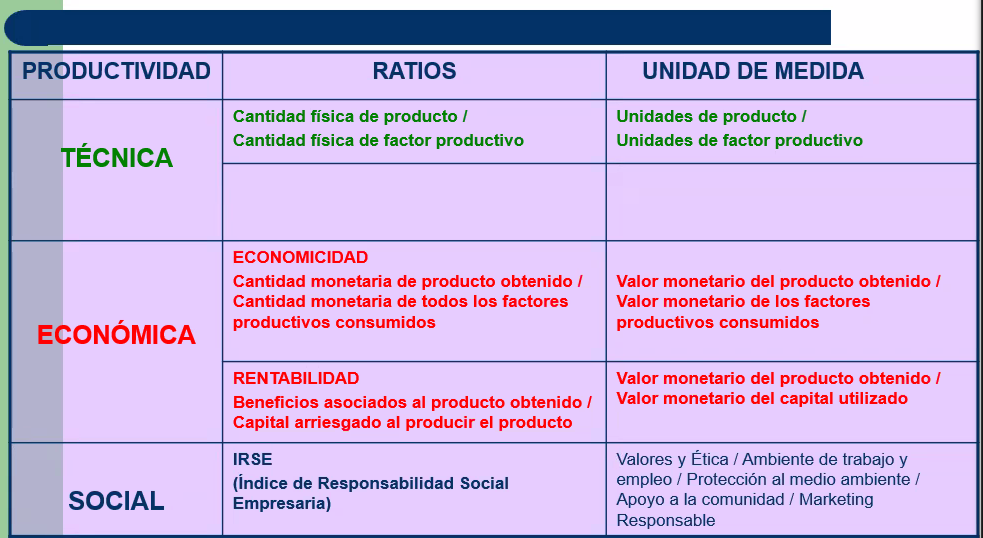 PRODUCTIVIDAD
RATIOS
UNIDAD DE MEDIDA
TÉCNICA
Cantidad física de producto /
Cantidad física de factor productivo
Unidades de producto /
Unidades de factor productivo
ECONÓMICA
ECONOMICIDAD
Cantidad monetaria de producto obtenido /
Cantidad monetaria de todos los factores
productivos consumidos
Valor monetario del producto obtenido /
Valor monetario de los factores
productivos consumidos
RENTABILIDAD
Beneficios asociados al producto obtenido /
Capital arriesgado al producir el producto
Valor monetario del producto obtenido /
Valor monetario del capital utilizado
SOCIAL
IRSE
(Índice de Responsabilidad Social
Empresaria)
Valores y Ética / Ambiente de trabajo y
empleo / Protección al medio ambiente /
Apoyo a la comunidad / Marketing
Responsable